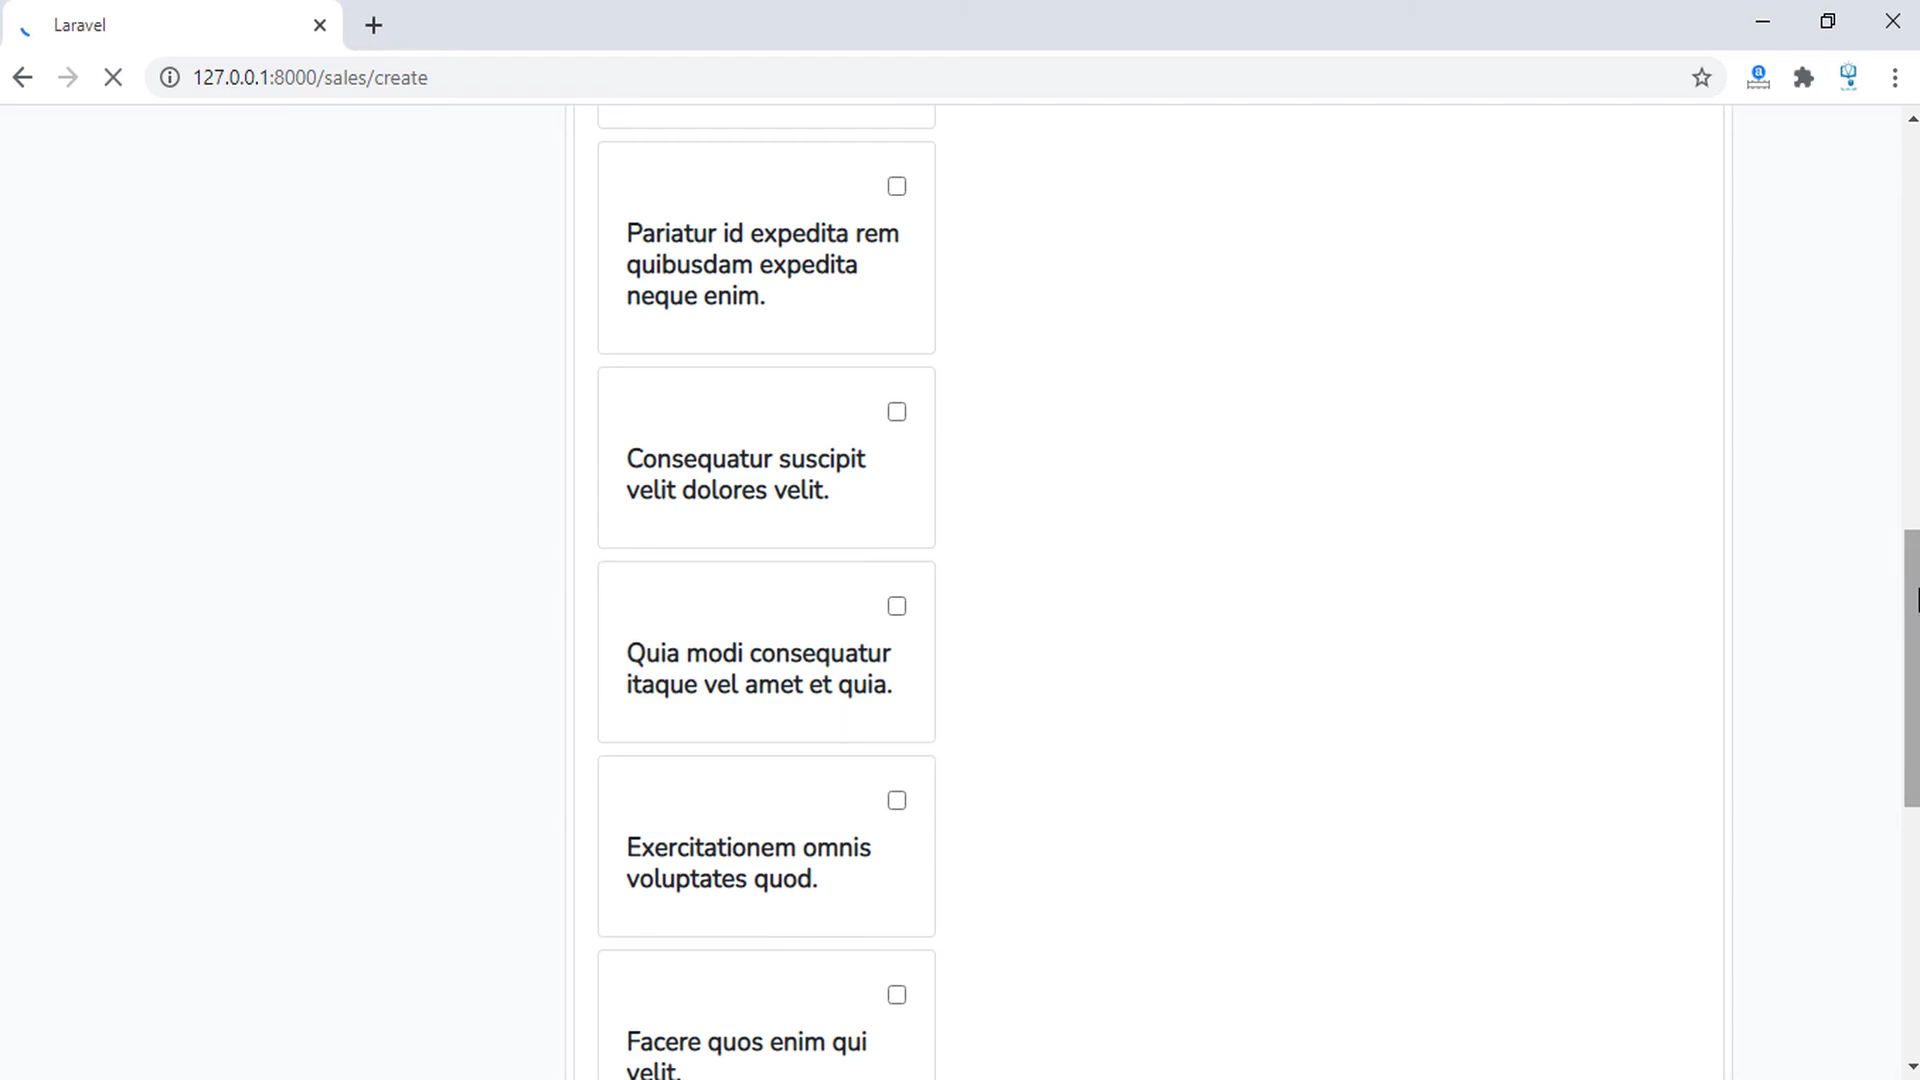 Laravel
127.0.0.1:8000/sales/create
Pariatur id expedita rem
quibusdam expedita
neque enim.
Consequatur suscipit
velit dolores velit.
Quia modi consequatur
itaque vel amet et quia.
Exercitationem omnis
voluptates quod.
Facere quos enim qui
velit.